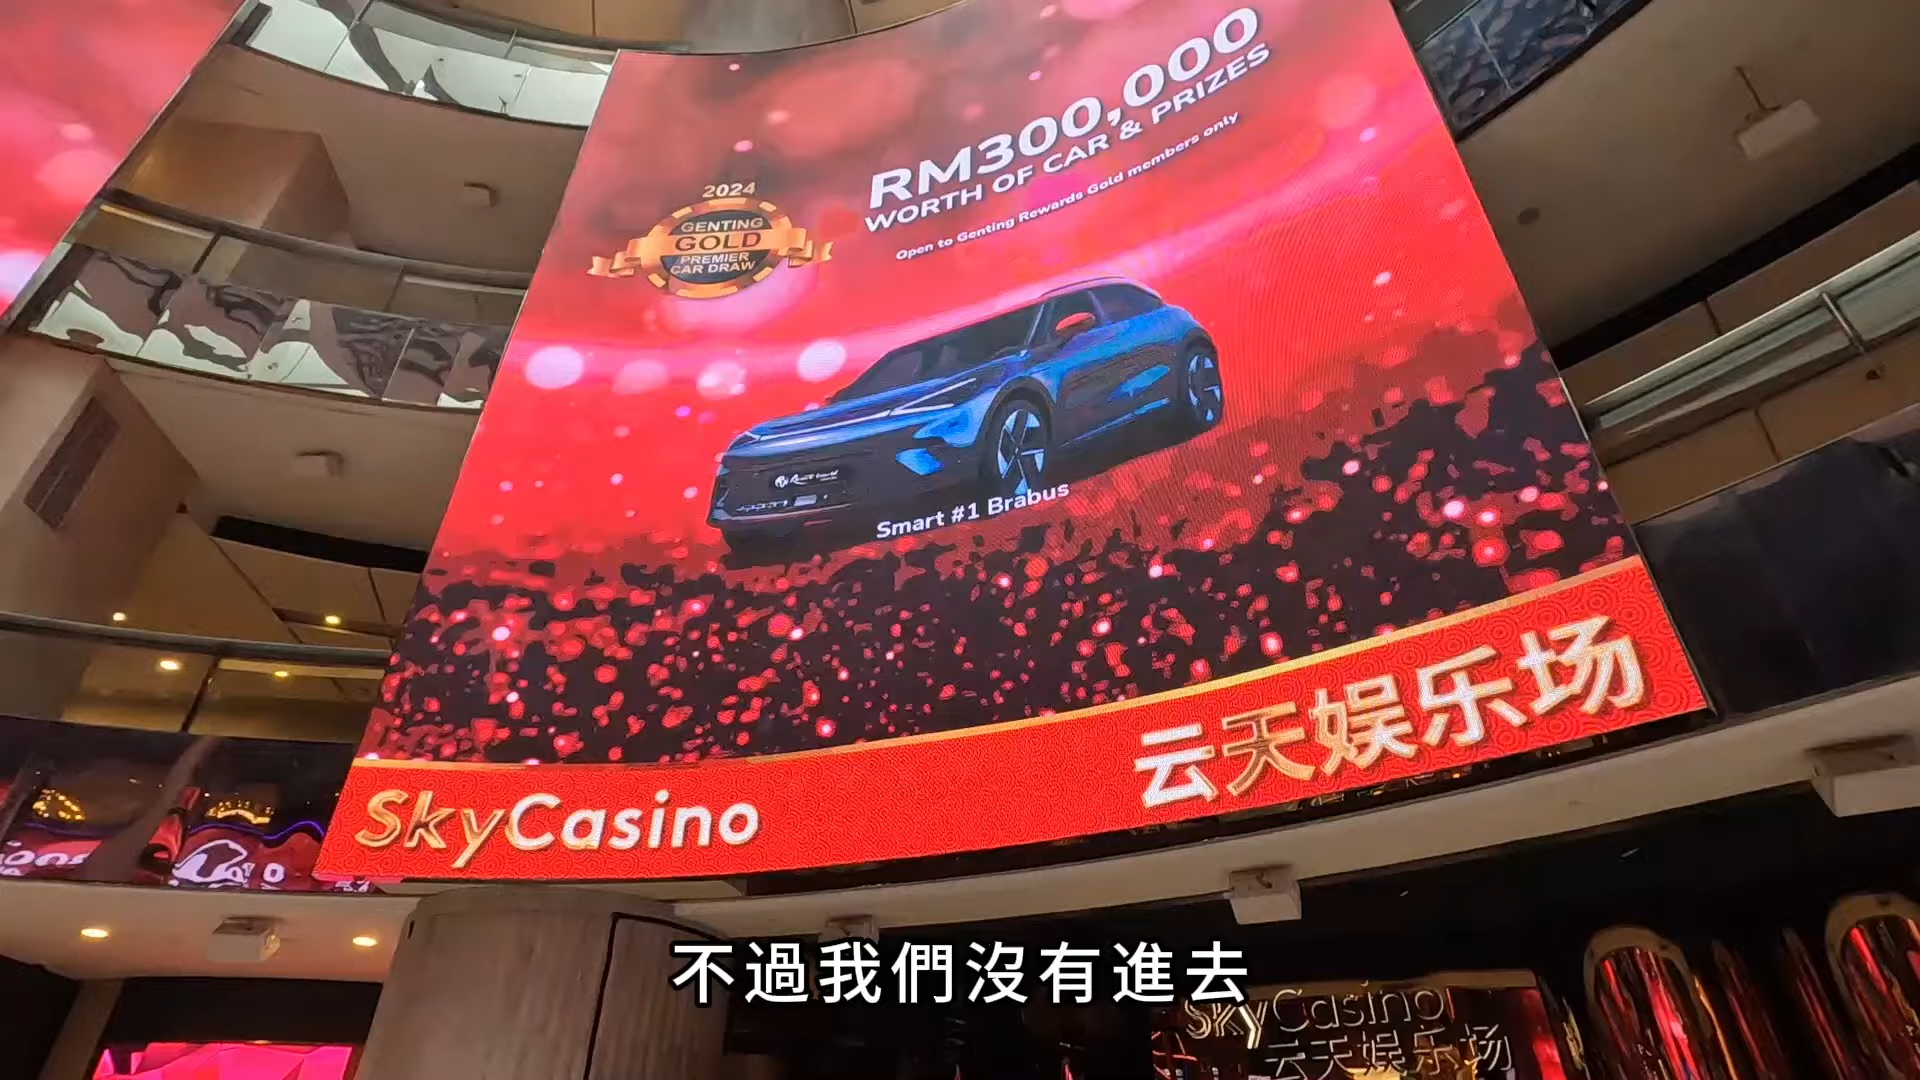 RM300,000
WORTH OF CAR & PRIZES
Open to Genting Rewards Gold members only
2024
GENTING
GOLD
PREMIER
CAR DRAW
Smart #1 Brabus
SkyCasino
云天娱乐场
不過我們沒有進去
SkyCasino
云天娱乐场